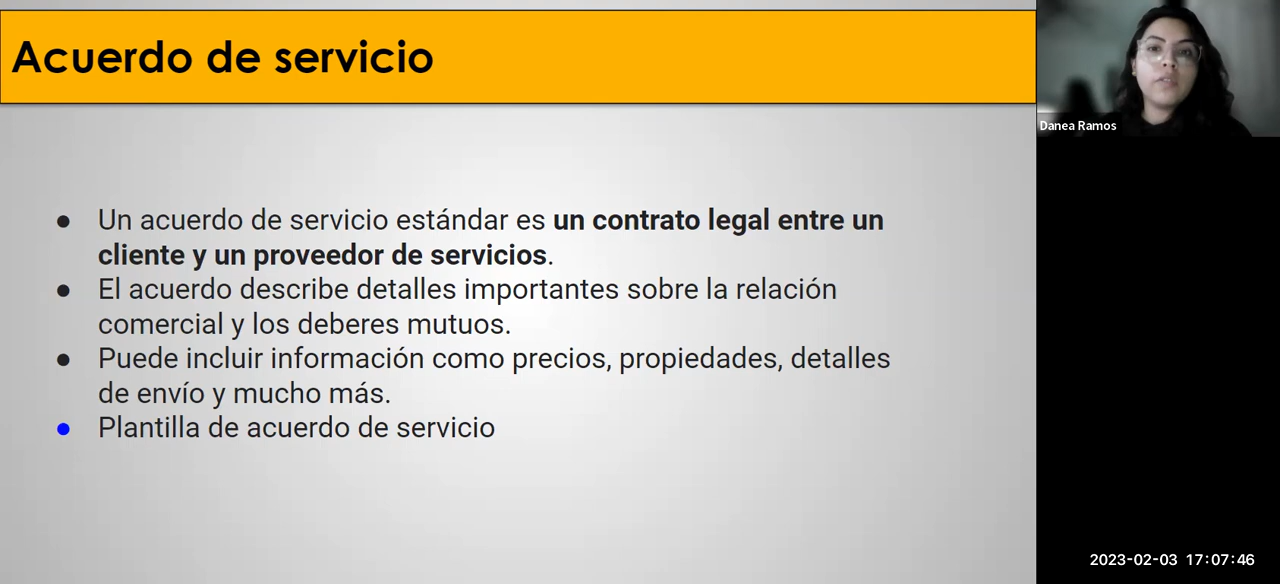 Acuerdo de servicio
Danea Ramos
● Un acuerdo de servicio estándar es un contrato legal entre un
cliente y un proveedor de servicios.
● El acuerdo describe detalles importantes sobre la relación
comercial y los deberes mutuos.
● Puede incluir información como precios, propiedades, detalles
de envío y mucho más.
● Plantilla de acuerdo de servicio
2023-02-03 17:07:46